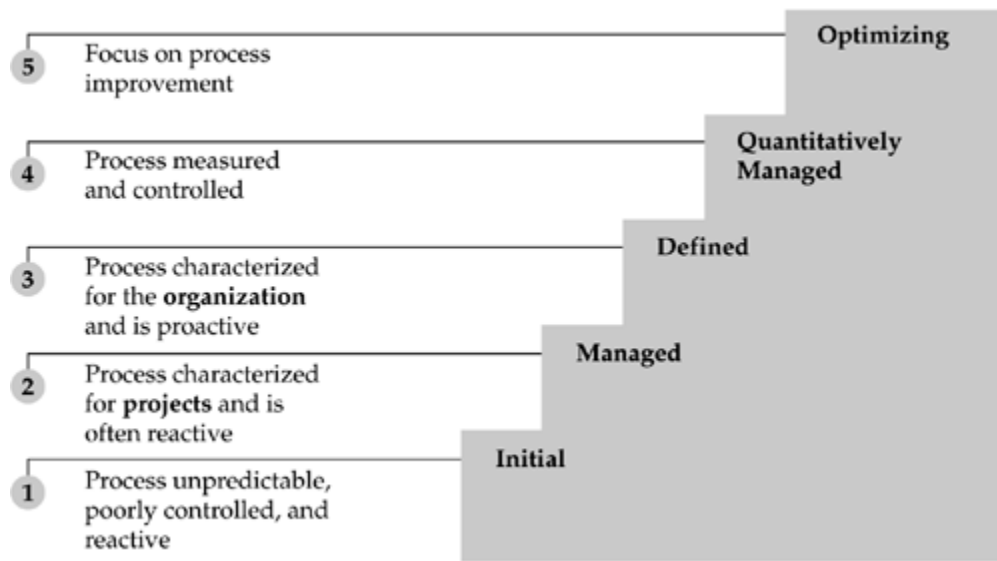 Optimizing
5
Focus on process
improvement
Quantitatively
Managed
4
Process measured
and controlled
Defined
3
Process characterized
for the organization
and is proactive
Managed
2
Process characterized
for projects and is
often reactive
Initial
1
Process unpredictable,
poorly controlled, and
reactive